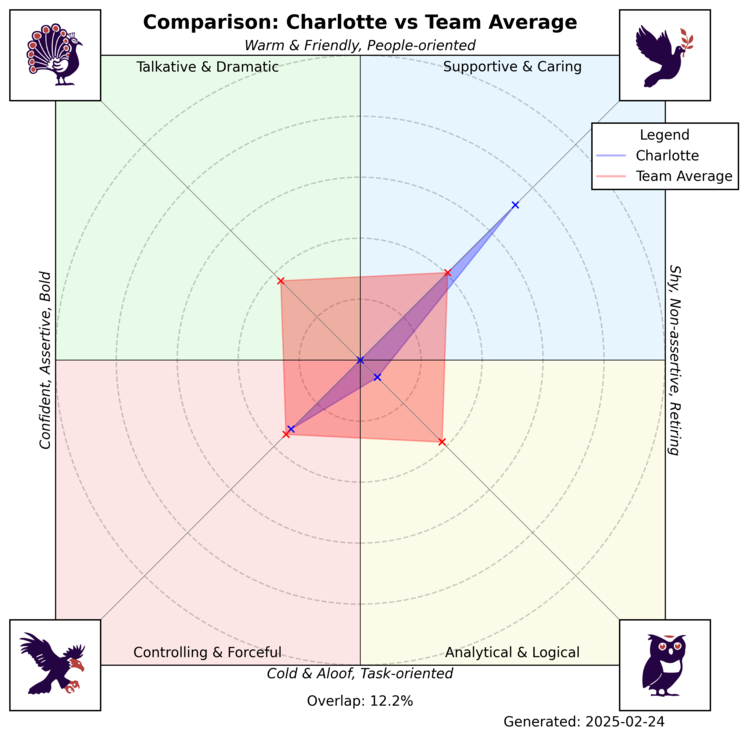 Comparison: Charlotte vs Team Average
Warm & Friendly, People-oriented
Talkative & Dramatic
Supportive & Caring
Legend
Charlotte
Team Average
Confident, Assertive, Bold
Shy, Non-assertive, Retiring
Controlling & Forceful
Analytical & Logical
Cold & Aloof, Task-oriented
Overlap: 12.2%
Generated: 2025-02-24